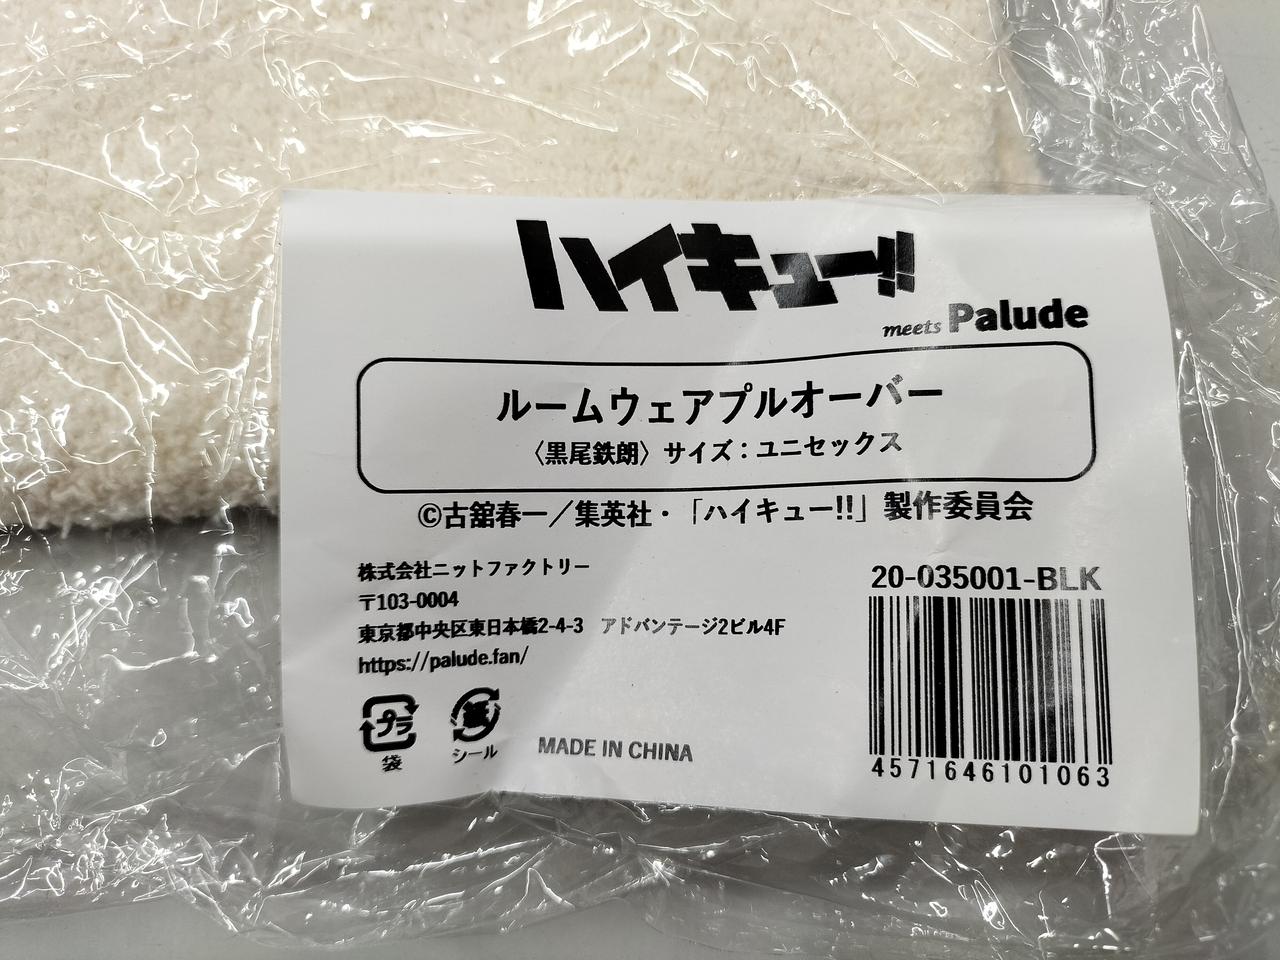 ハイキュー!!
meets Palude
ルームウェアプルオーバー
〈黒尾鉄朗〉サイズ：ユニセックス
©古舘春一／集英社・「ハイキュー!!」製作委員会
株式会社ニットファクトリー
〒103-0004
東京都中央区東日本橋2-4-3　アドバンテージ2ビル4F
https://palude.fan/
プラ
袋
紙
シール
MADE IN CHINA
20-035001-BLK
4571646101063